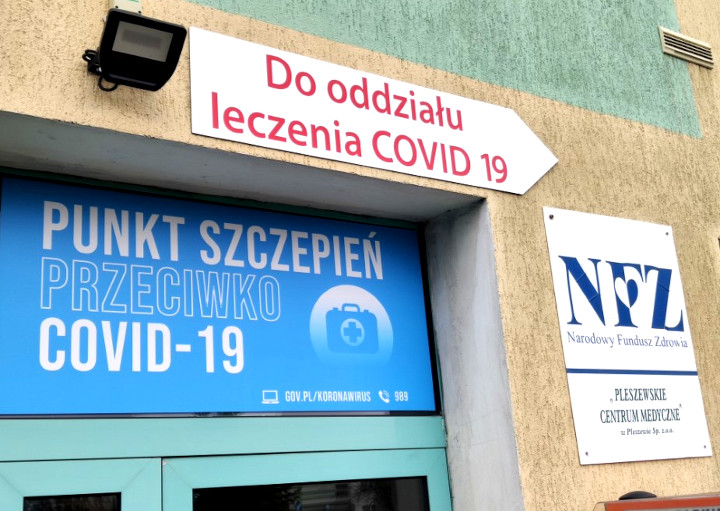 Do oddziału
leczenia COVID 19
PUNKT SZCZEPIEŃ
PRZECIWKO
COVID-19
GOV.PL/KORONAWIRUS 989
NFZ
Narodowy Fundusz Zdrowia
„PLESZEWSKIE
CENTRUM MEDYCZNE”
w Pleszewie Sp. z o.o.